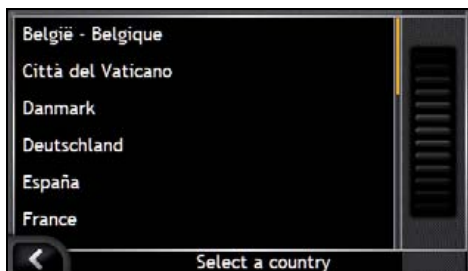 België - Belgique
Città del Vaticano
Danmark
Deutschland
España
France
Select a country